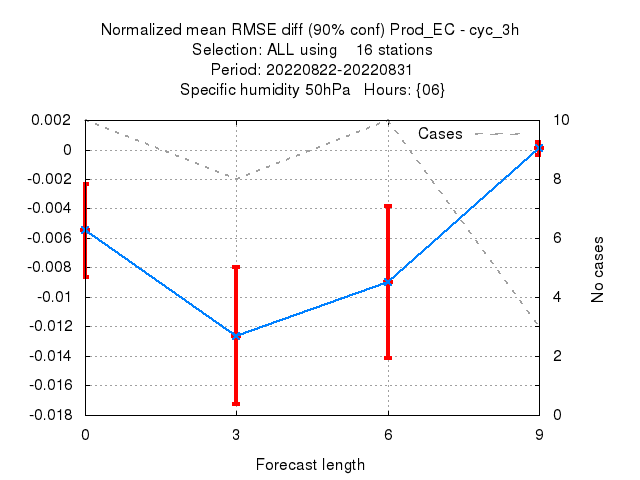 Normalized mean RMSE diff (90% conf) Prod_EC - cyc_3h
Selection: ALL using    16 stations
Period: 20220822-20220831
Specific humidity 50hPa   Hours: {06}
Cases
0.002
0
-0.002
-0.004
-0.006
-0.008
-0.01
-0.012
-0.014
-0.016
-0.018
10
8
6
4
2
0
No cases
0 3 6 9
Forecast length